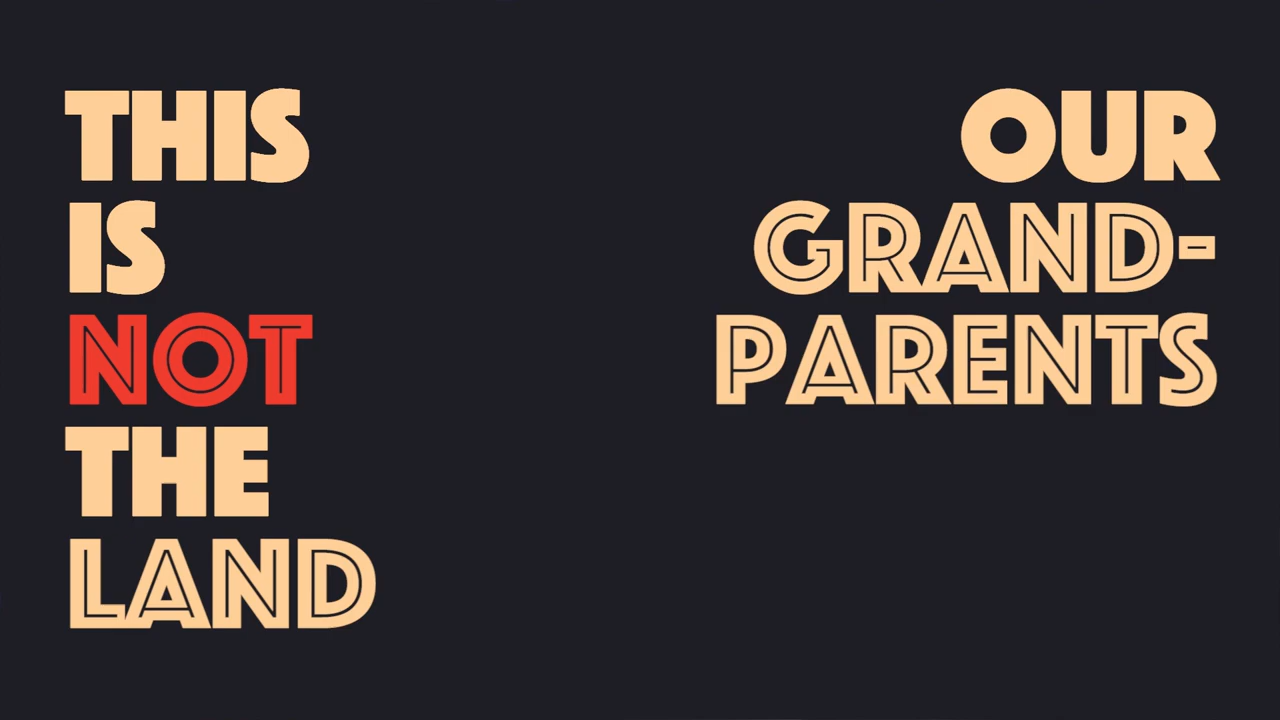 THIS
IS
NOT
THE
LAND
OUR
GRAND-
PARENTS